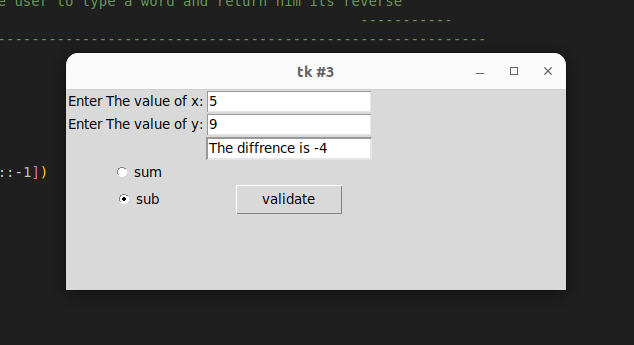 e user to type a word and return him its reverse
-----------
----------------------------------------------------------
tk #3
Enter The value of x: 5
Enter The value of y: 9
The diffrence is -4
::-1])
sum
sub
validate